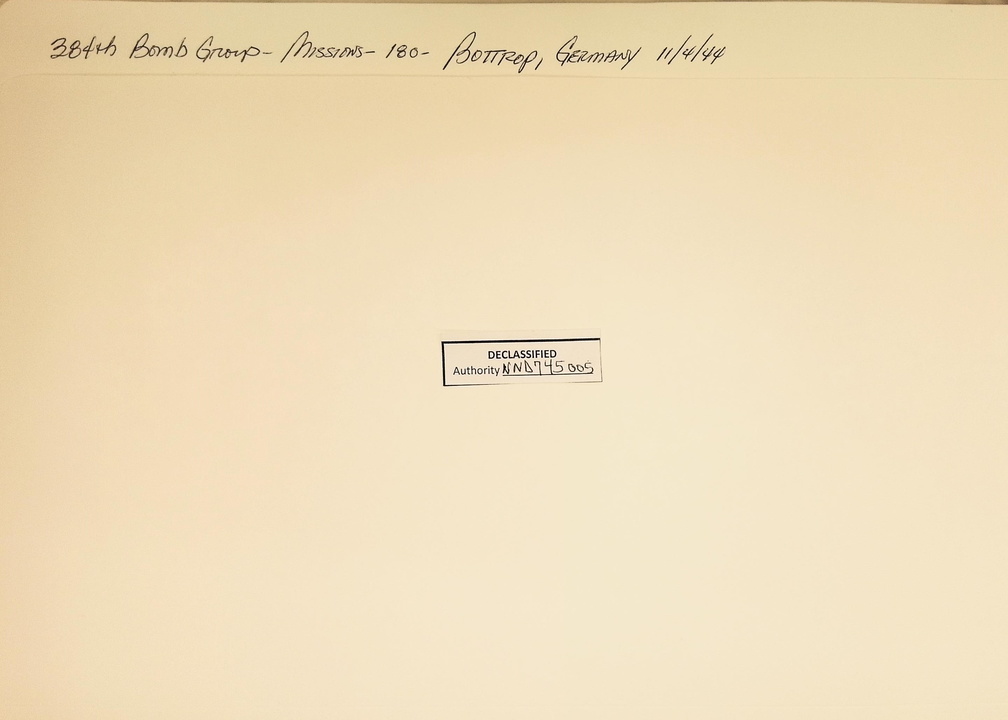 384th Bomb Group- Missions- 180- Bottrop, Germany 11/4/44
DECLASSIFIED
Authority NND745005